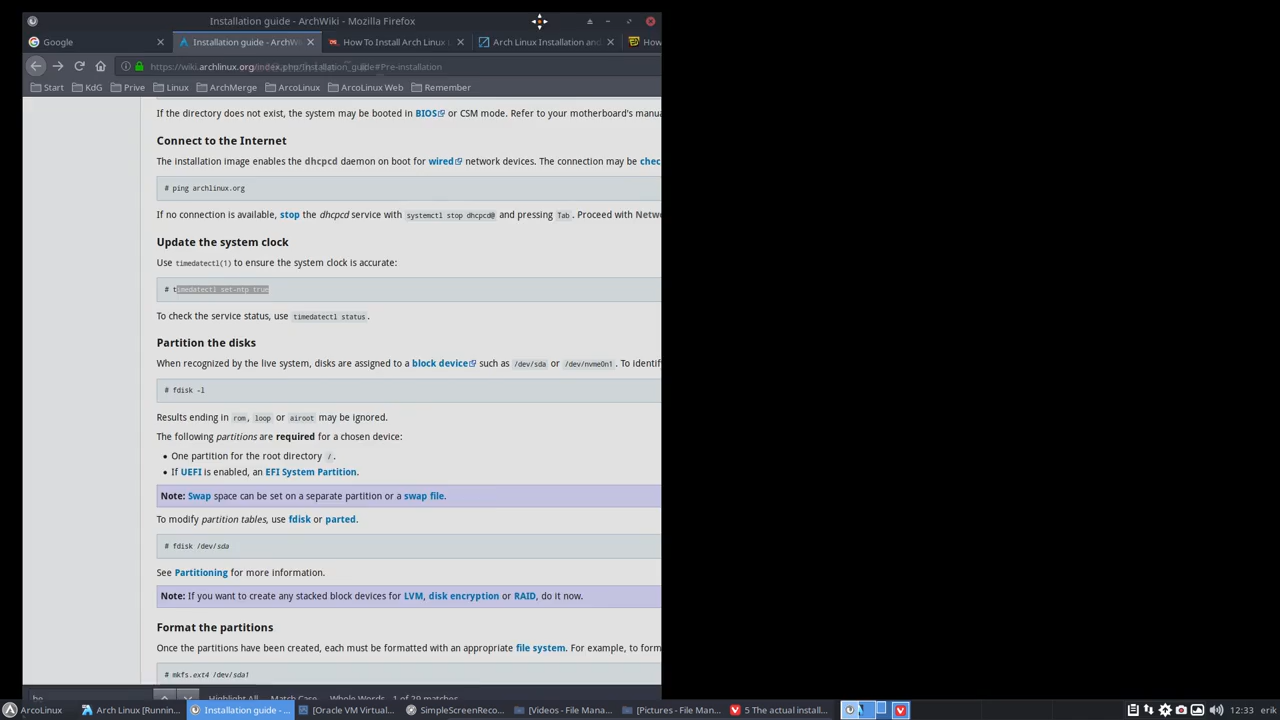 Installation guide - ArchWiki - Mozilla Firefox
Google
Installation guide - ArchWi
How To Install Arch Linux L
Arch Linux Installation and
How
https://wiki.archlinux.org/index.php/Installation_guide#Pre-installation
Start KdG Prive Linux ArchMerge ArcoLinux ArcoLinux Web Remember
If the directory does not exist, the system may be booted in BIOS or CSM mode. Refer to your motherboard's manua
Connect to the Internet
The installation image enables the dhcpcd daemon on boot for wired network devices. The connection may be chec
# ping archlinux.org
If no connection is available, stop the dhcpcd service with systemctl stop dhcpcd@ and pressing Tab. Proceed with Netwo
Update the system clock
Use timedatectl(1) to ensure the system clock is accurate:
# timedatectl set-ntp true
To check the service status, use timedatectl status.
Partition the disks
When recognized by the live system, disks are assigned to a block device such as /dev/sda or /dev/nvme0n1. To identif
# fdisk -l
Results ending in rom, loop or airoot may be ignored.
The following partitions are required for a chosen device:
• One partition for the root directory /.
• If UEFI is enabled, an EFI System Partition.
Note: Swap space can be set on a separate partition or a swap file.
To modify partition tables, use fdisk or parted.
# fdisk /dev/sda
See Partitioning for more information.
Note: If you want to create any stacked block devices for LVM, disk encryption or RAID, do it now.
Format the partitions
Once the partitions have been created, each must be formatted with an appropriate file system. For example, to form
# mkfs.ext4 /dev/sda1
be Highlight All Match Case Whole Words 1 of 29 matches
ArcoLinux Arch Linux [Runnin... Installation guide - ... [Oracle VM Virtual... SimpleScreenReco... [Videos - File Man... [Pictures - File Man... 5 The actual install... 12:33 erik